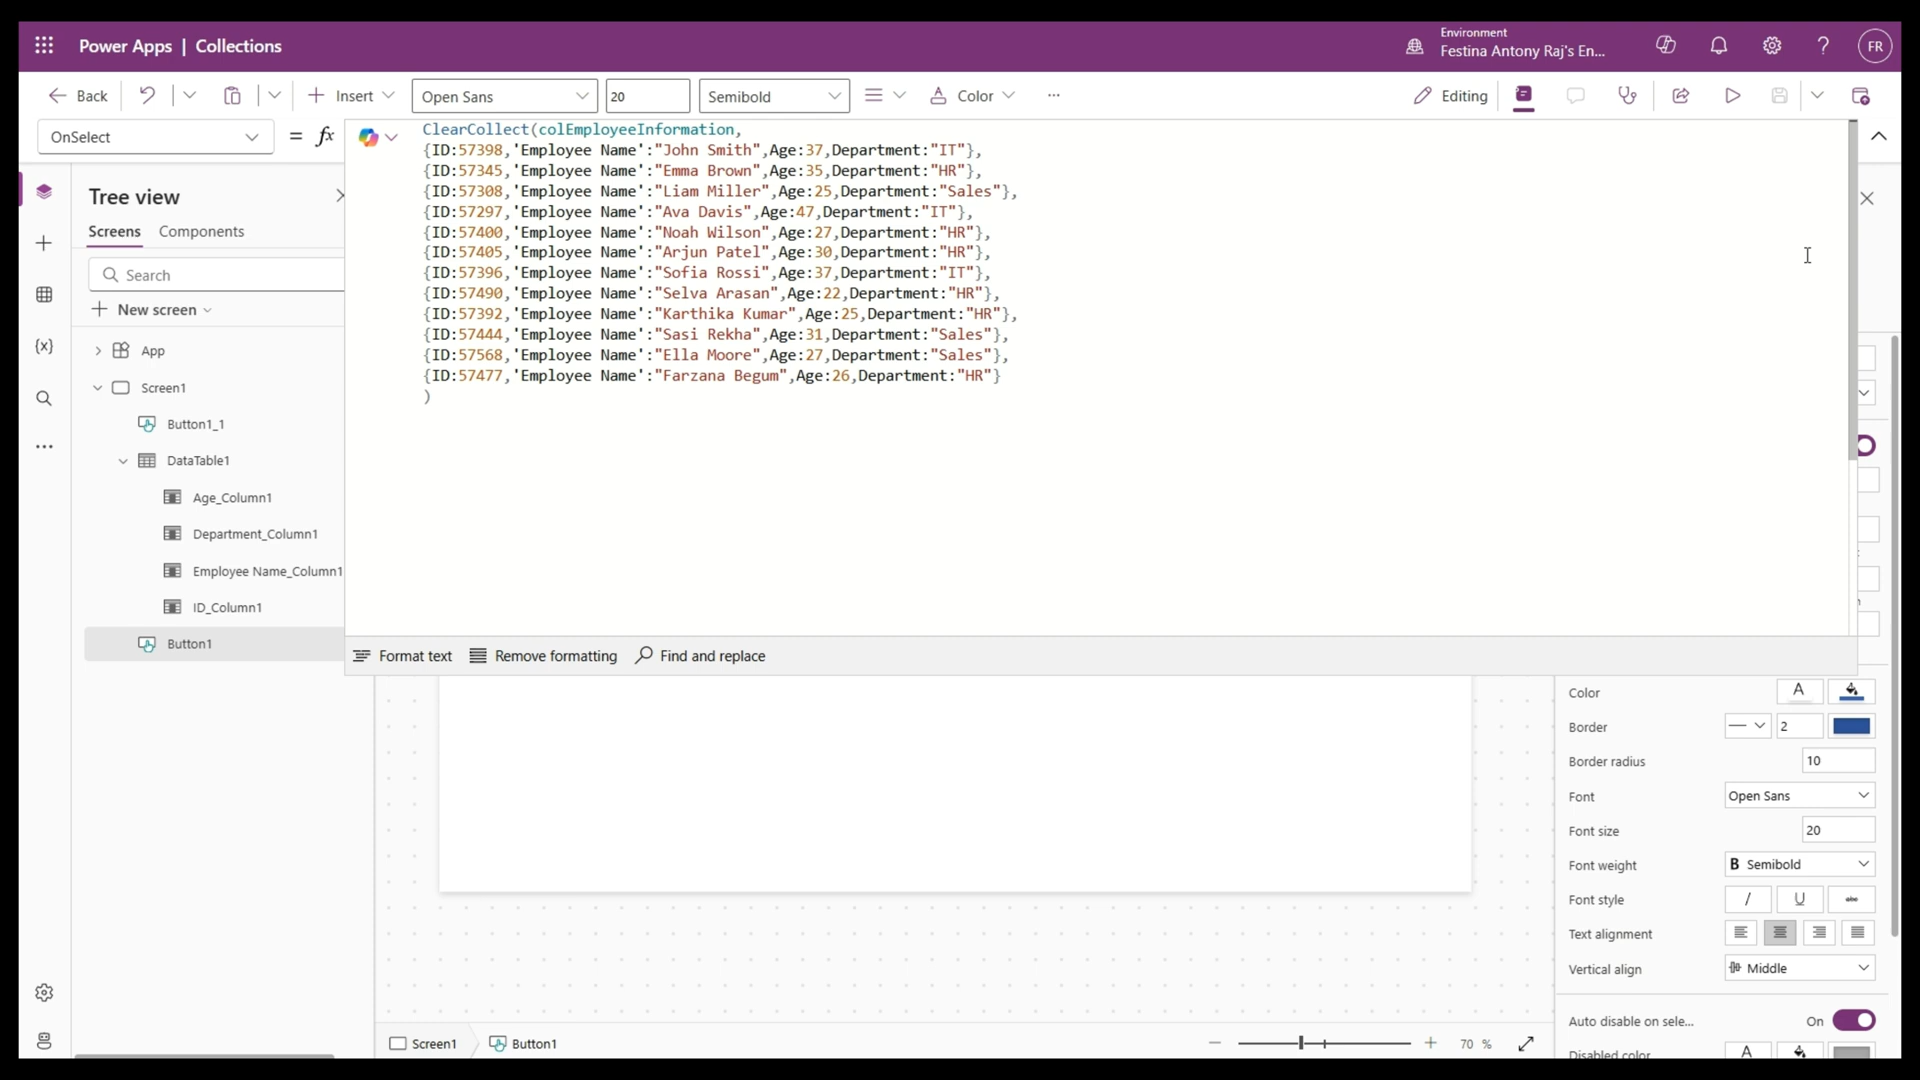 Power Apps | Collections
Environment
Festina Antony Raj's En...
FR
Back
Insert
Open Sans
20
Semibold
Color
...
Editing
OnSelect
= fx
ClearCollect(colEmployeeInformation,
{ID:57398,'Employee Name':"John Smith",Age:37,Department:"IT"},
{ID:57345,'Employee Name':"Emma Brown",Age:35,Department:"HR"},
{ID:57308,'Employee Name':"Liam Miller",Age:25,Department:"Sales"},
{ID:57297,'Employee Name':"Ava Davis",Age:47,Department:"IT"},
{ID:57400,'Employee Name':"Noah Wilson",Age:27,Department:"HR"},
{ID:57405,'Employee Name':"Arjun Patel",Age:30,Department:"HR"},
{ID:57396,'Employee Name':"Sofia Rossi",Age:37,Department:"IT"},
{ID:57490,'Employee Name':"Selva Arasan",Age:22,Department:"HR"},
{ID:57392,'Employee Name':"Karthika Kumar",Age:25,Department:"HR"},
{ID:57444,'Employee Name':"Sasi Rekha",Age:31,Department:"Sales"},
{ID:57568,'Employee Name':"Ella Moore",Age:27,Department:"Sales"},
{ID:57477,'Employee Name':"Farzana Begum",Age:26,Department:"HR"}
)
Format text
Remove formatting
Find and replace
Tree view
Screens
Components
Search
New screen
App
Screen1
Button1_1
DataTable1
Age_Column1
Department_Column1
Employee Name_Column1
ID_Column1
Button1
Color
A
Border
2
Border radius
10
Font
Open Sans
Font size
20
Font weight
B Semibold
Font style
/
U
abc
Text alignment
Vertical align
Middle
Auto disable on sele...
On
Disabled color
A
Screen1
Button1
70 %